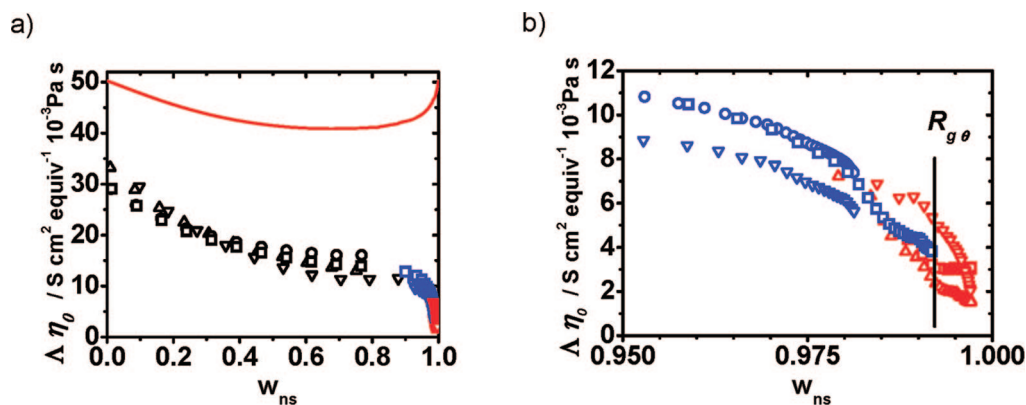 a)
50
40
30
20
10
0
0.0 0.2 0.4 0.6 0.8 1.0
Λ η0 / S cm2 equiv-1 10-3Pa s
wns
b)
12
10
8
6
4
2
0
0.950 0.975 1.000
Λ η0 / S cm2 equiv-1 10-3Pa s
wns
Rg θ